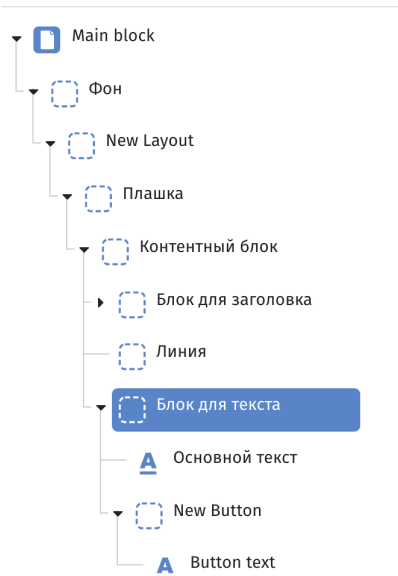 Main block
Фон
New Layout
Плашка
Контентный блок
Блок для заголовка
Линия
Блок для текста
Основной текст
New Button
Button text